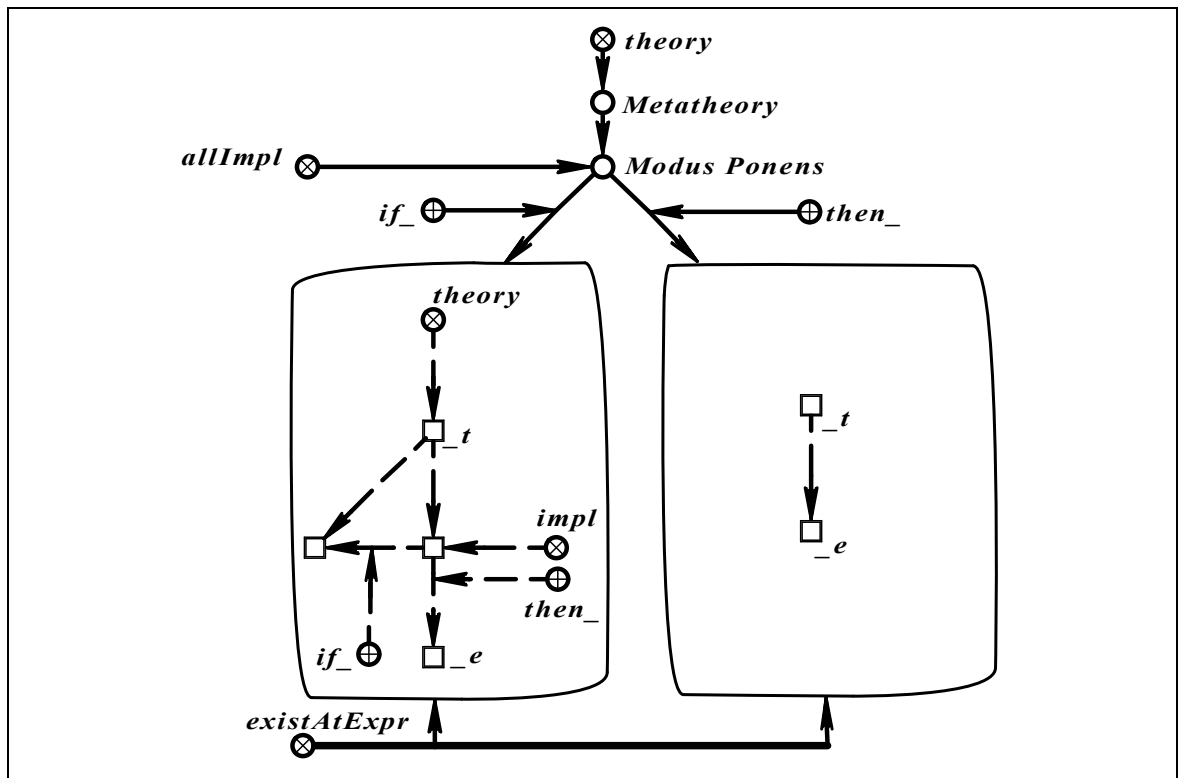 theory
Metatheory
allImpl
Modus Ponens
if_
then_
theory
_t
_t
impl
_e
then_
if_
_e
existAtExpr